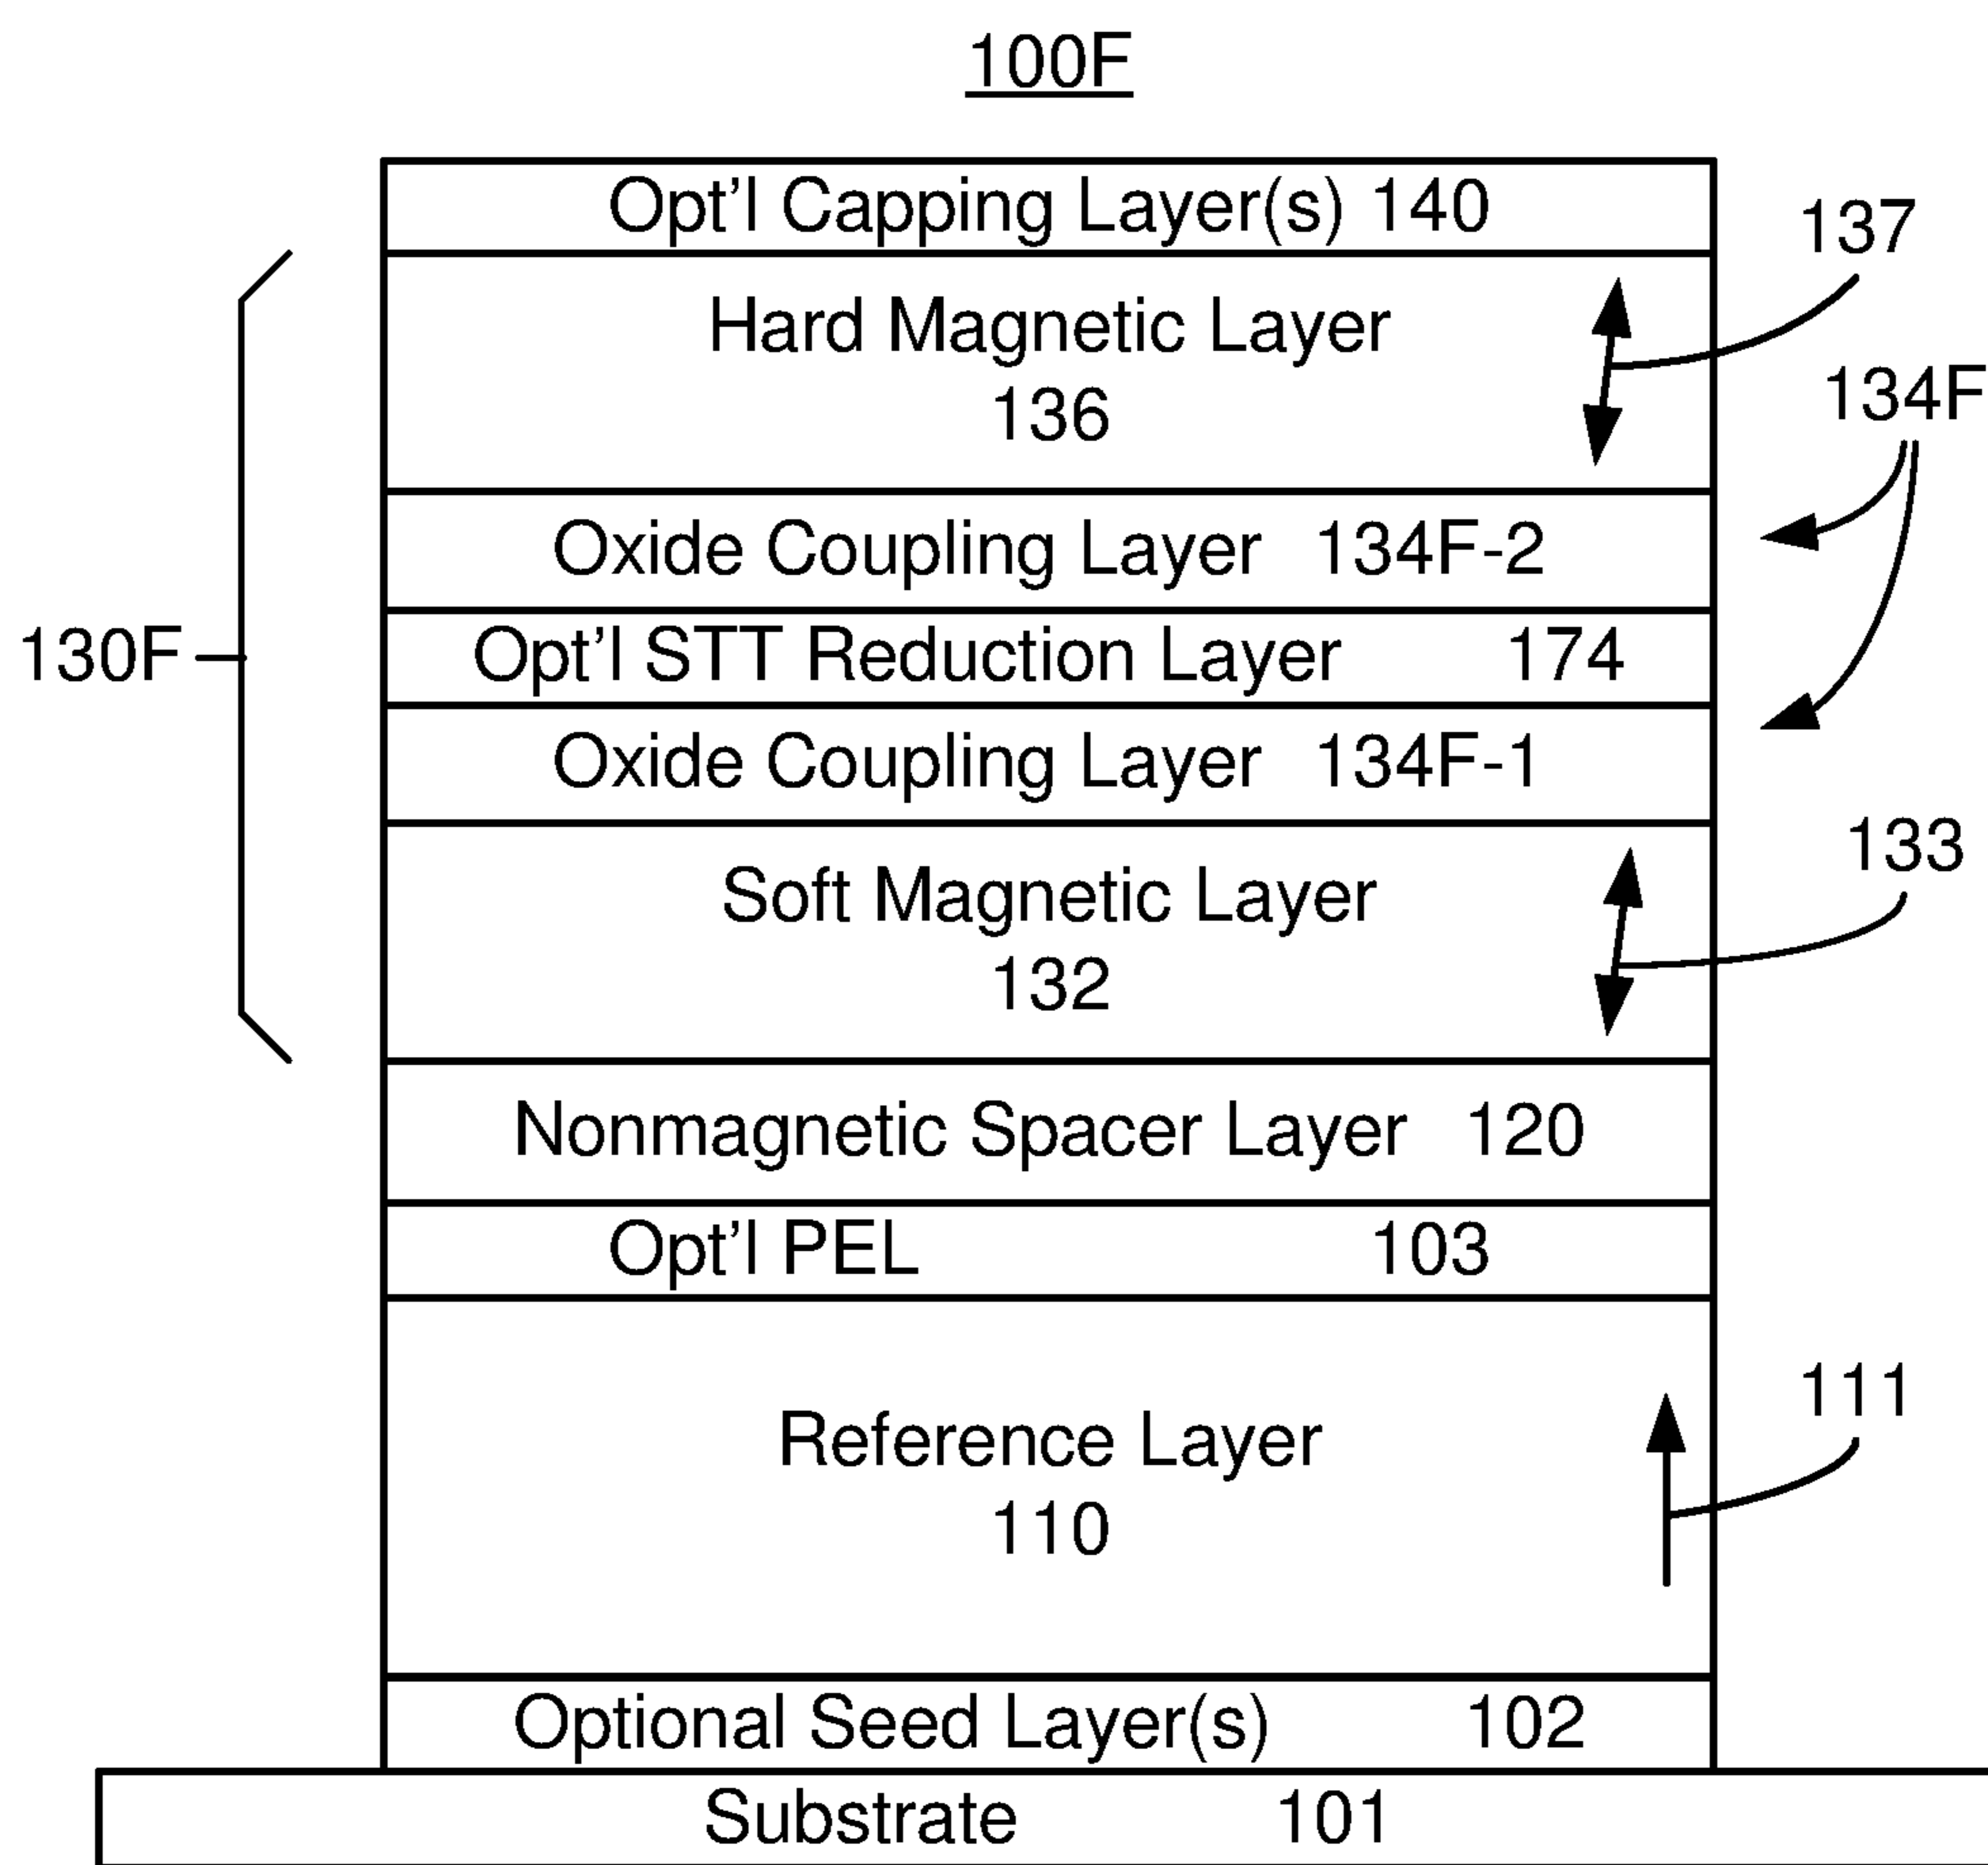 100F
Opt'l Capping Layer(s) 140
137
Hard Magnetic Layer
136
134F
Oxide Coupling Layer 134F-2
130F
Opt'l STT Reduction Layer 174
Oxide Coupling Layer 134F-1
133
Soft Magnetic Layer
132
Nonmagnetic Spacer Layer 120
Opt'l PEL 103
111
Reference Layer
110
Optional Seed Layer(s) 102
Substrate 101